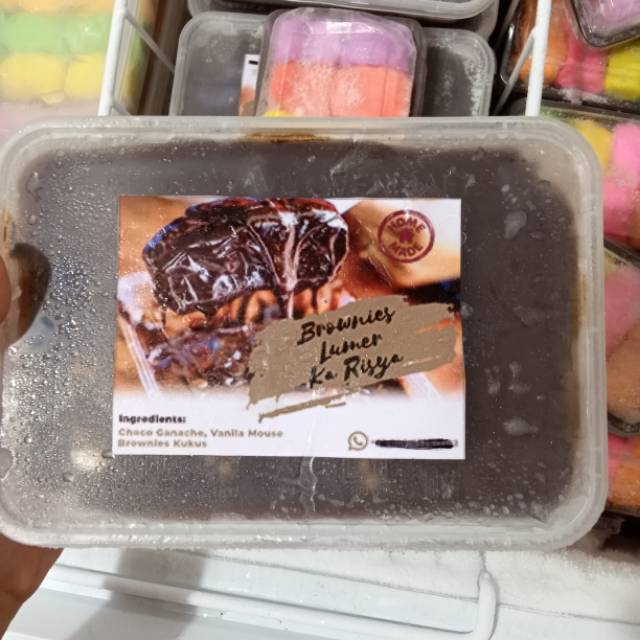 HOME
MADE
Brownies
Lumer
Ka Risya
Ingredients:
Choco Ganache, Vanila Mouse
Brownies Kukus